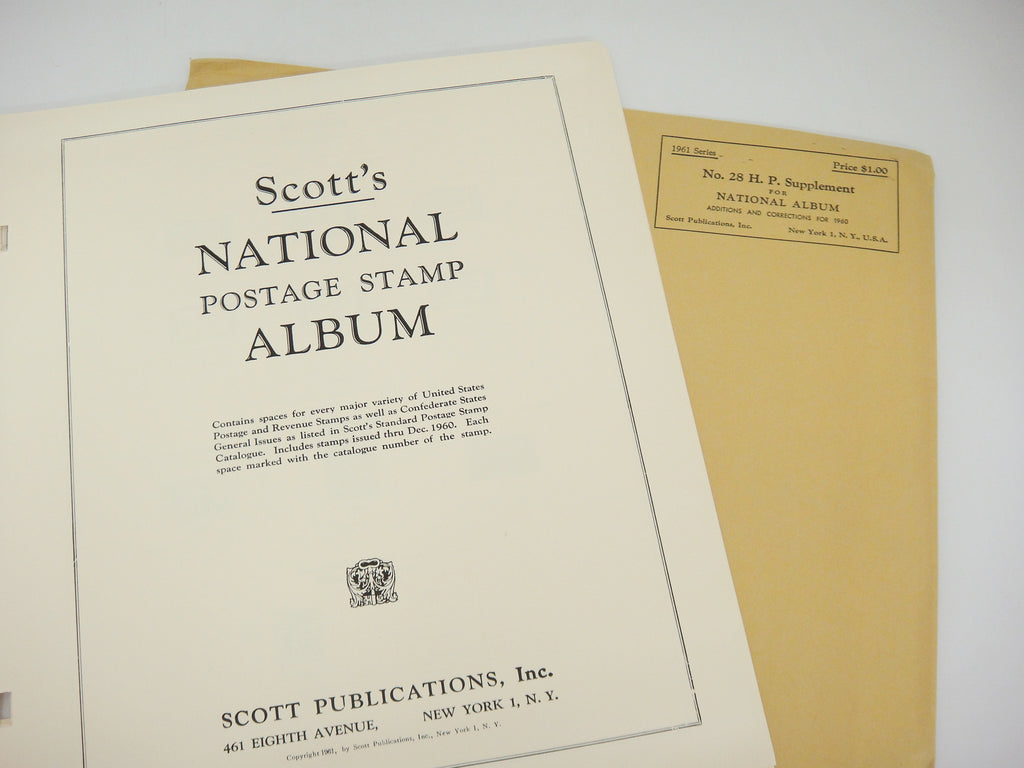 Scott's
NATIONAL
POSTAGE STAMP
ALBUM
Contains spaces for every major variety of United States
Postage and Revenue Stamps as well as Confederate States
General Issues as listed in Scott's Standard Postage Stamp
Catalogue. Includes stamps issued thru Dec. 1960. Each
space marked with the catalogue number of the stamp.
SCOTT PUBLICATIONS, Inc.
461 EIGHTH AVENUE, NEW YORK 1, N. Y.
Copyright 1961, by Scott Publications, Inc., New York 1, N. Y.
1961 Series Price $1.00
No. 28 H. P. Supplement
FOR
NATIONAL ALBUM
ADDITIONS AND CORRECTIONS FOR 1960
Scott Publications, Inc. New York 1, N. Y., U.S.A.